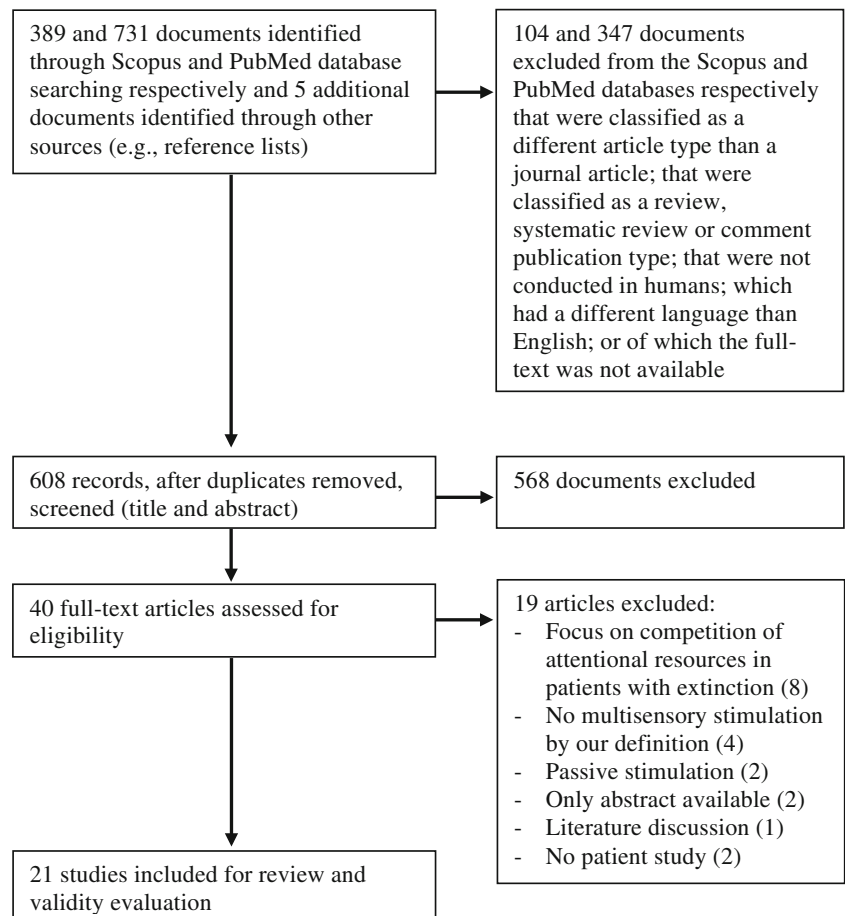 389 and 731 documents identified
through Scopus and PubMed database
searching respectively and 5 additional
documents identified through other
sources (e.g., reference lists)
104 and 347 documents
excluded from the Scopus and
PubMed databases respectively
that were classified as a
different article type than a
journal article; that were
classified as a review,
systematic review or comment
publication type; that were not
conducted in humans; which
had a different language than
English; or of which the full-
text was not available
608 records, after duplicates removed,
screened (title and abstract)
568 documents excluded
40 full-text articles assessed for
eligibility
19 articles excluded:
- Focus on competition of
attentional resources in
patients with extinction (8)
- No multisensory stimulation
by our definition (4)
- Passive stimulation (2)
- Only abstract available (2)
- Literature discussion (1)
- No patient study (2)
21 studies included for review and
validity evaluation